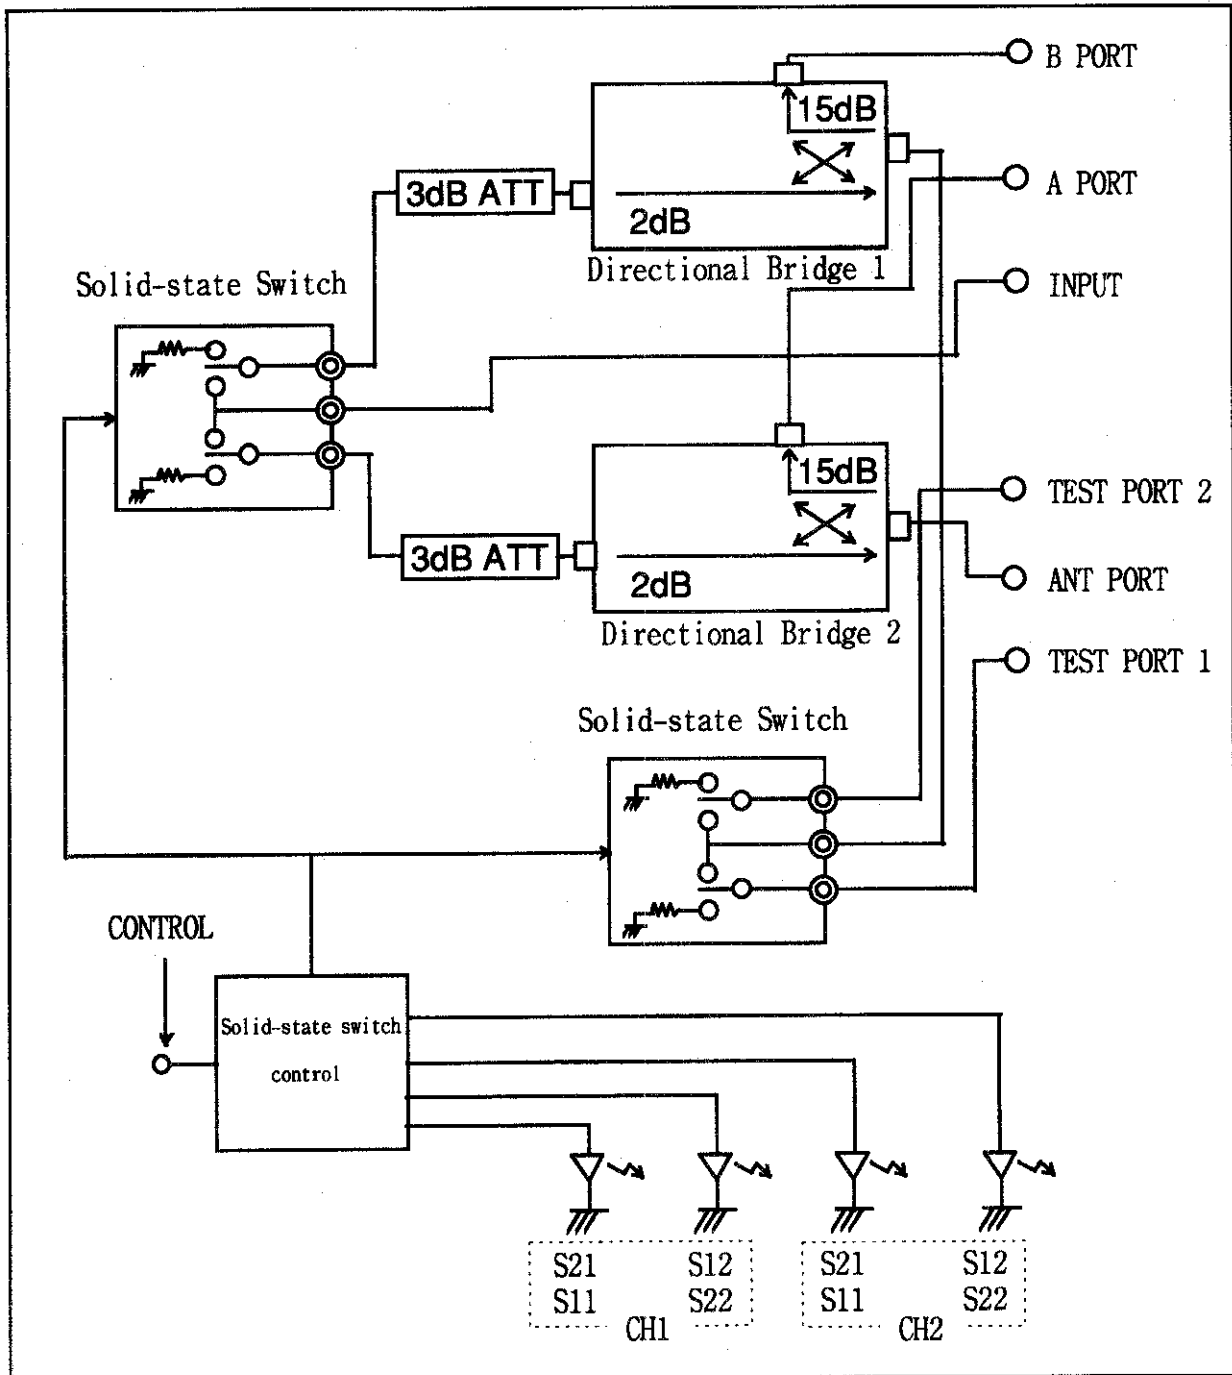 B PORT
15dB
A PORT
3dB ATT
2dB
Directional Bridge 1
Solid-state Switch
INPUT
15dB
TEST PORT 2
3dB ATT
2dB
ANT PORT
Directional Bridge 2
TEST PORT 1
Solid-state Switch
CONTROL
Solid-state switch
control
S21 S12 S21 S12
S11 S22 S11 S22
CH1 CH2